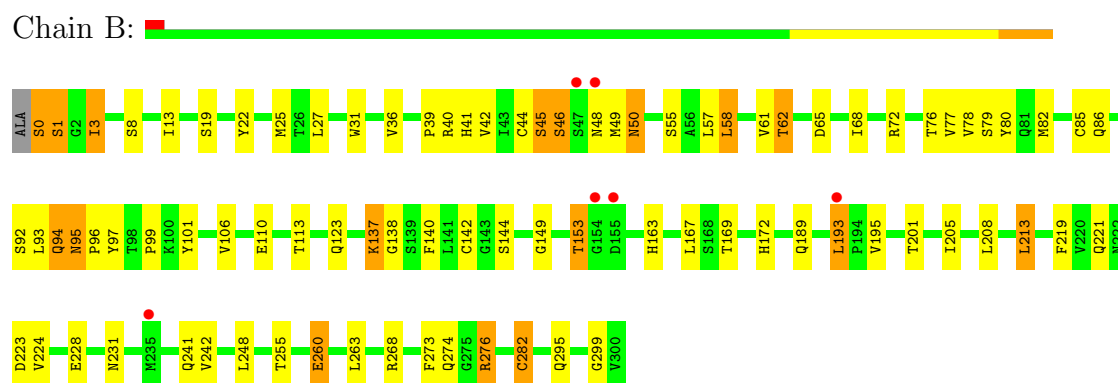 Chain B:
ALA S0 S1 G2 I3 S8 I13 S19 Y22 M25 T26 L27 W31 V36 P39 R40 H41 V42 I43 C44 S45 S46 S47 N48 M49 N50 S55 A56 L57 L58 V61 T62 D65 I68 R72 T76 V77 V78 S79 Y80 Q81 M82 C85 Q86
S92 L93 Q94 N95 P96 Y97 T98 P99 K100 Y101 V106 E110 T113 Q123 K137 G138 S139 F140 L141 C142 G143 S144 G149 T153 G154 D155 H163 L167 S168 T169 H172 Q189 L193 P194 V195 T201 I205 L208 L213 F219 V220 Q221
D223 V224 E228 N231 M235 Q241 V242 L248 T255 E260 L263 R268 F273 Q274 G275 R276 C282 Q295 G299 V300